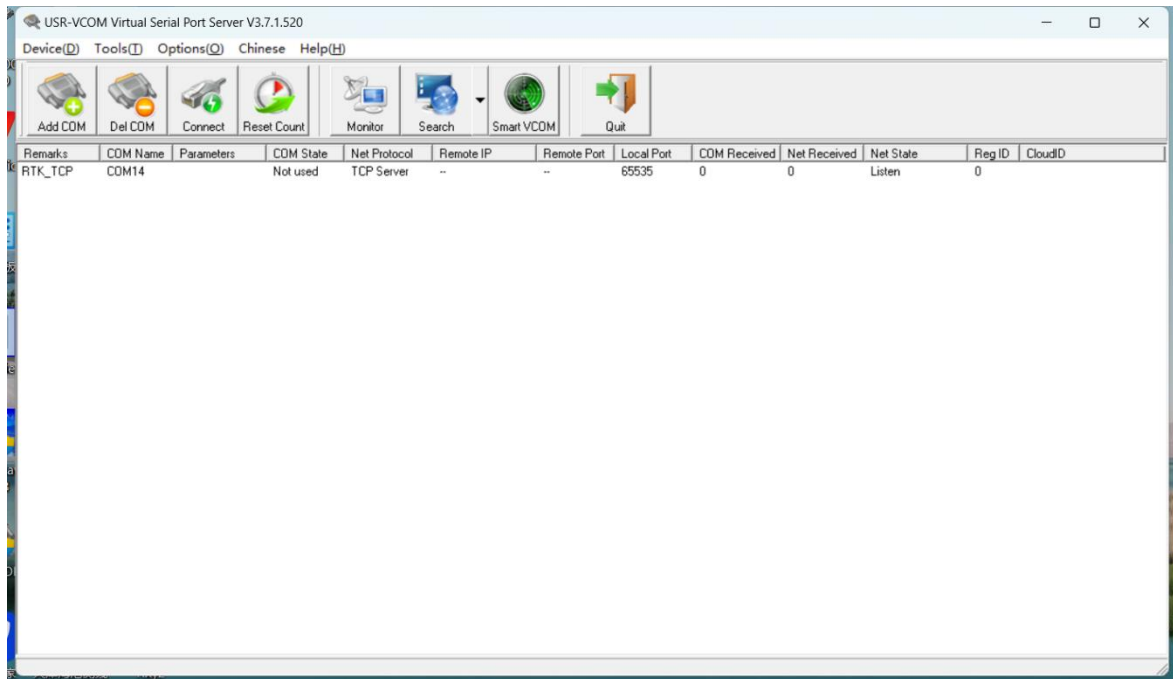 USR-VCOM Virtual Serial Port Server V3.7.1.520
Device(D) Tools(T) Options(O) Chinese Help(H)
Add COM Del COM Connect Reset Count Monitor Search Smart VCOM Quit
Remarks COM Name Parameters COM State Net Protocol Remote IP Remote Port Local Port COM Received Net Received Net State Reg ID CloudID
RTK_TCP COM14 Not used TCP Server -- -- 65535 0 0 Listen 0